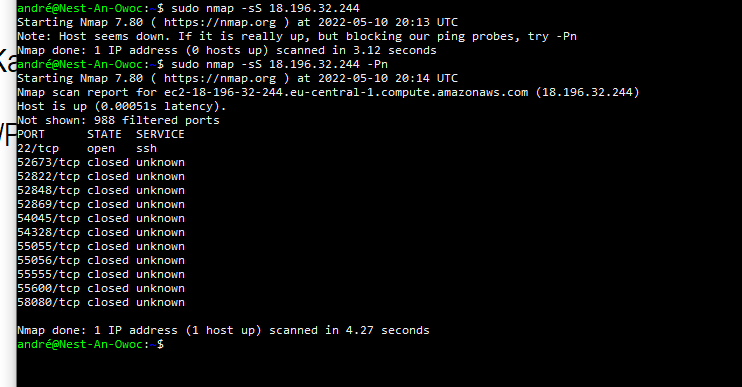 andré@Nest-An-Owoc:~$ sudo nmap -sS 18.196.32.244
Starting Nmap 7.80 ( https://nmap.org ) at 2022-05-10 20:13 UTC
Note: Host seems down. If it is really up, but blocking our ping probes, try -Pn
Nmap done: 1 IP address (0 hosts up) scanned in 3.12 seconds
andré@Nest-An-Owoc:~$ sudo nmap -sS 18.196.32.244 -Pn
Starting Nmap 7.80 ( https://nmap.org ) at 2022-05-10 20:14 UTC
Nmap scan report for ec2-18-196-32-244.eu-central-1.compute.amazonaws.com (18.196.32.244)
Host is up (0.00051s latency).
Not shown: 988 filtered ports
PORT      STATE  SERVICE
22/tcp    open   ssh
52673/tcp closed unknown
52822/tcp closed unknown
52848/tcp closed unknown
52869/tcp closed unknown
54045/tcp closed unknown
54328/tcp closed unknown
55055/tcp closed unknown
55056/tcp closed unknown
55555/tcp closed unknown
55600/tcp closed unknown
58080/tcp closed unknown
Nmap done: 1 IP address (1 host up) scanned in 4.27 seconds
andré@Nest-An-Owoc:~$